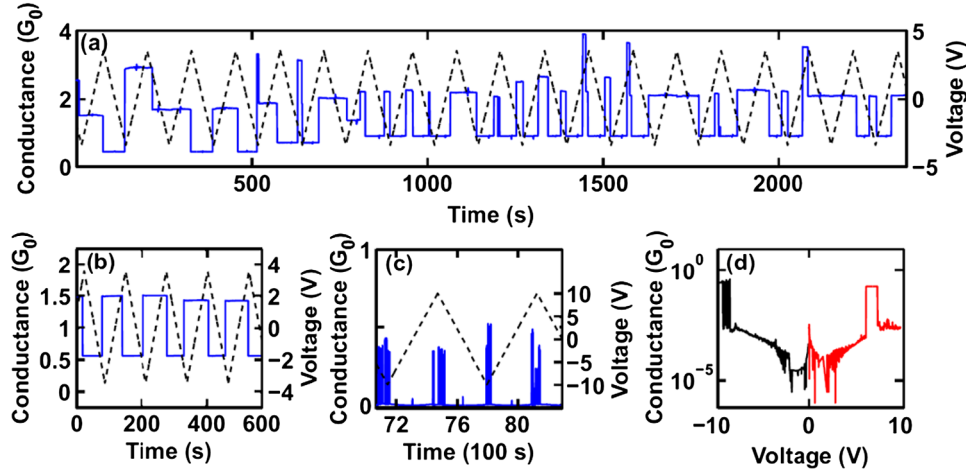 (a)
Conductance (G0)
4
2
0
5
0
−5
Voltage (V)
500
1000
1500
2000
Time (s)
(b)
Conductance (G0)
2
1.5
1
0.5
0
4
2
0
−2
−4
Voltage (V)
0
200
400
600
Time (s)
(c)
Conductance (G0)
1
0
10
5
0
−5
−10
Voltage (V)
72
76
80
Time (100 s)
(d)
Conductance (G0)
10^0
10^−5
−10
0
10
Voltage (V)